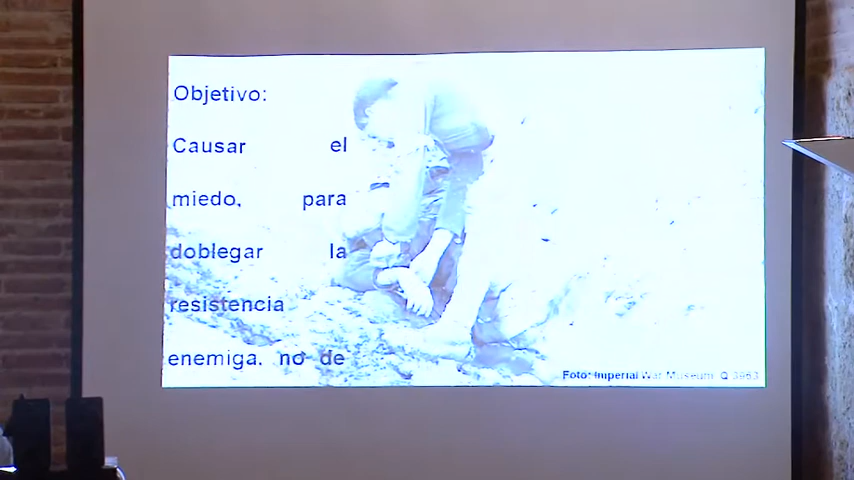 Objetivo:
Causar el
miedo, para
doblegar la
resistencia
enemiga. no de
Foto: Imperial War Museum Q 3963